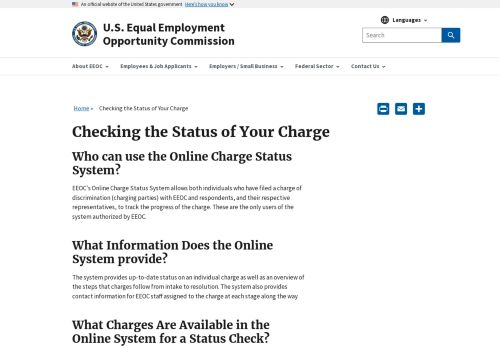 An official website of the United States government Here's how you know
Languages
U.S. Equal Employment
Opportunity Commission
Search
About EEOC
Employees & Job Applicants
Employers / Small Business
Federal Sector
Contact Us
Home » Checking the Status of Your Charge
Checking the Status of Your Charge
Who can use the Online Charge Status
System?
EEOC's Online Charge Status System allows both individuals who have filed a charge of
discrimination (charging parties) with EEOC and respondents, and their respective
representatives, to track the progress of the charge. These are the only users of the
system authorized by EEOC.
What Information Does the Online
System provide?
The system provides up-to-date status on an individual charge as well as an overview of
the steps that charges follow from intake to resolution. The system also provides
contact information for EEOC staff assigned to the charge at each stage along the way
What Charges Are Available in the
Online System for a Status Check?